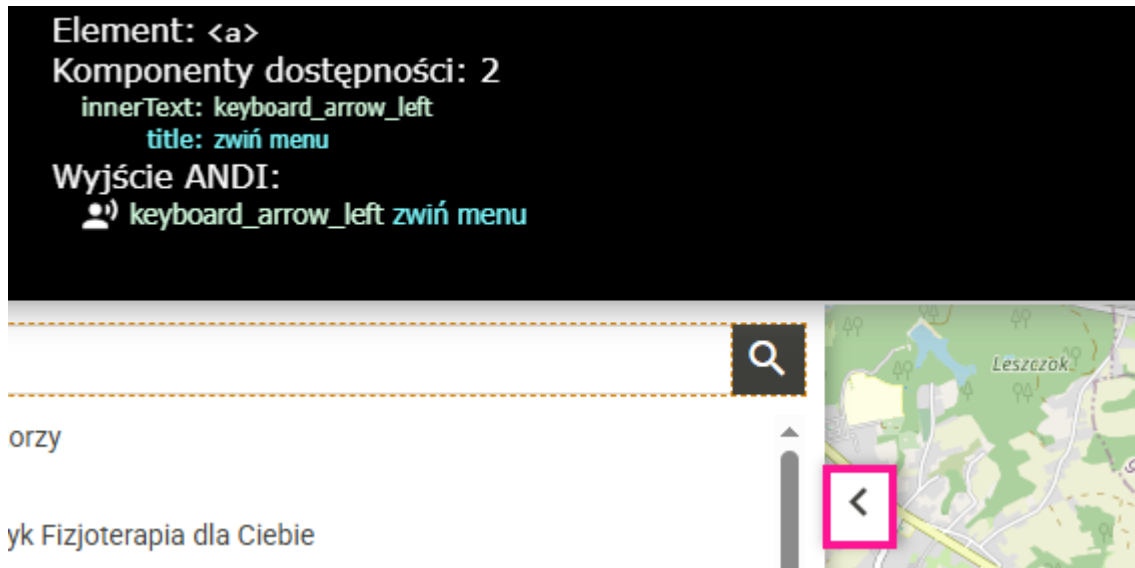 Element: <a>
Komponenty dostępności: 2
innerText: keyboard_arrow_left
title: zwiń menu
Wyjście ANDI:
keyboard_arrow_left zwiń menu
Leszczok
orzy
yk Fizjoterapia dla Ciebie